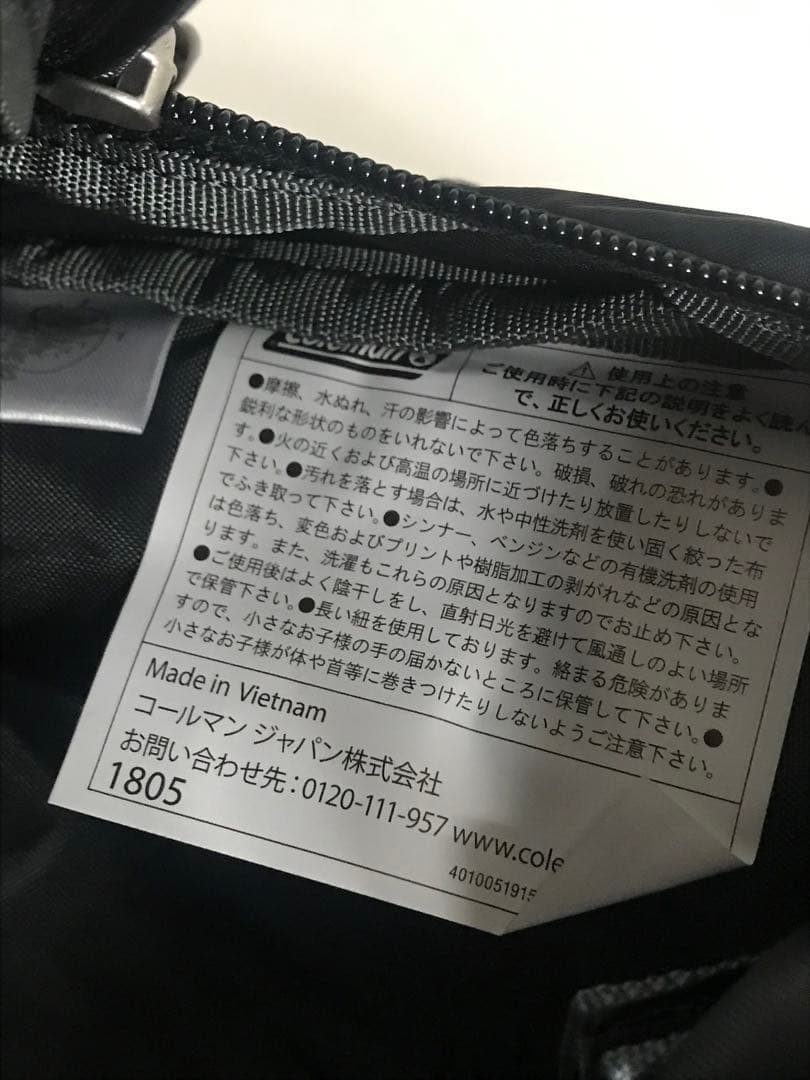 Coleman
⚠使用上の注意
ご使用時に下記の説明をよく読ん
で、正しくお使いください。
●摩擦、水ぬれ、汗の影響によって色落ちすることがあります。●
鋭利な形状のものをいれないで下さい。破損、破れの恐れがありま
す。●火の近くおよび高温の場所に近づけたり放置したりしないで
下さい。●汚れを落とす場合は、水や中性洗剤を使い固く絞った布
でふき取って下さい。●シンナー、ベンジンなどの有機洗剤の使用
は色落ち、変色およびプリントや樹脂加工の剥がれなどの原因とな
ります。また、洗濯もこれらの原因となりますのでお止め下さい。
●ご使用後はよく陰干しをし、直射日光を避けて風通しのよい場所
で保管下さい。●長い紐を使用しております。絡まる危険がありま
すので、小さなお子様の手の届かないところに保管して下さい。●
小さなお子様が体や首等に巻きつけたりしないようご注意下さい。
Made in Vietnam
コールマン ジャパン株式会社
お問い合わせ先:0120-111-957 www.cole
1805
4010051915